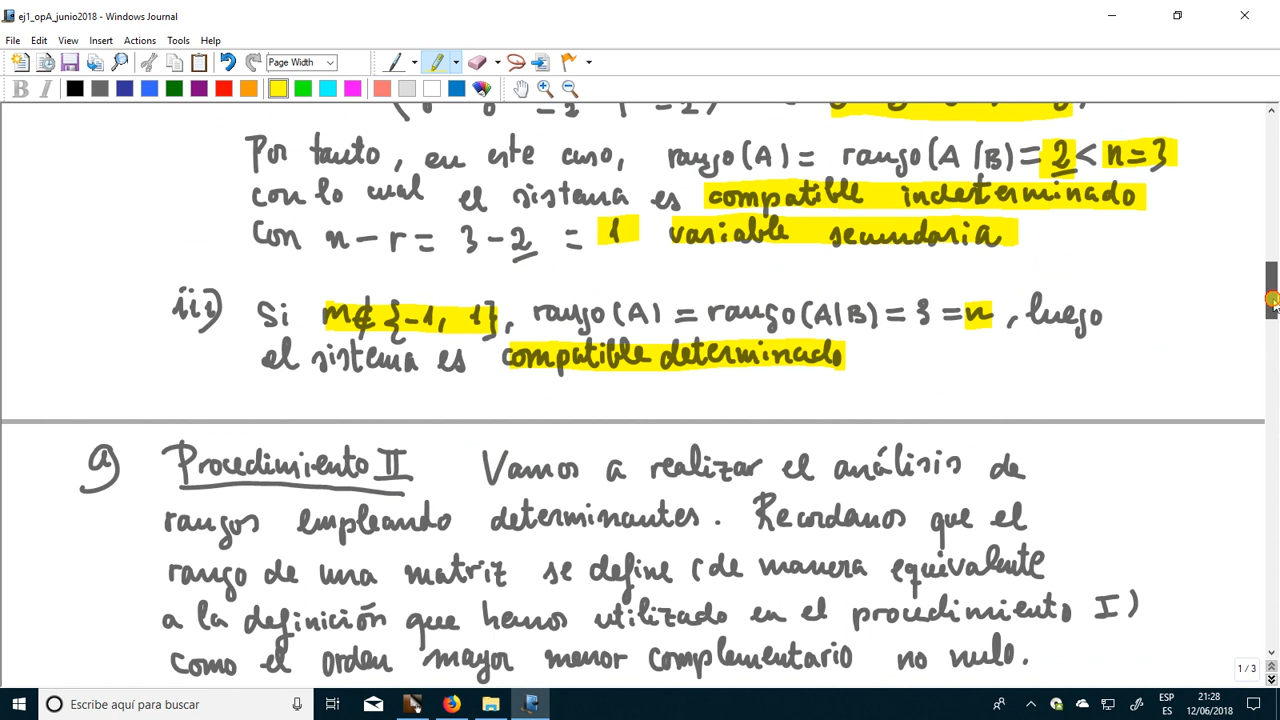 ej1_opA_junio2018 - Windows Journal
File Edit View Insert Actions Tools Help
Page Width
B I
Por tanto, en este caso, rango(A) = rango(A|B) = 2 < n=3
con lo cual el sistema es compatible indeterminado
con n - r = 3 - 2 = 1 variable secundaria
iii) Si m∉{-1, 1}, rango(A) = rango(A|B) = 3 = n, luego
el sistema es compatible determinado
a) Procedimiento II Vamos a realizar el análisis de
rangos empleando determinantes. Recordamos que el
rango de una matriz se define (de manera equivalente
a la definición que hemos utilizado en el procedimiento I)
como el orden mayor menor complementario no nulo.
1 / 3
Escribe aquí para buscar
ESP
ES
21:28
12/06/2018